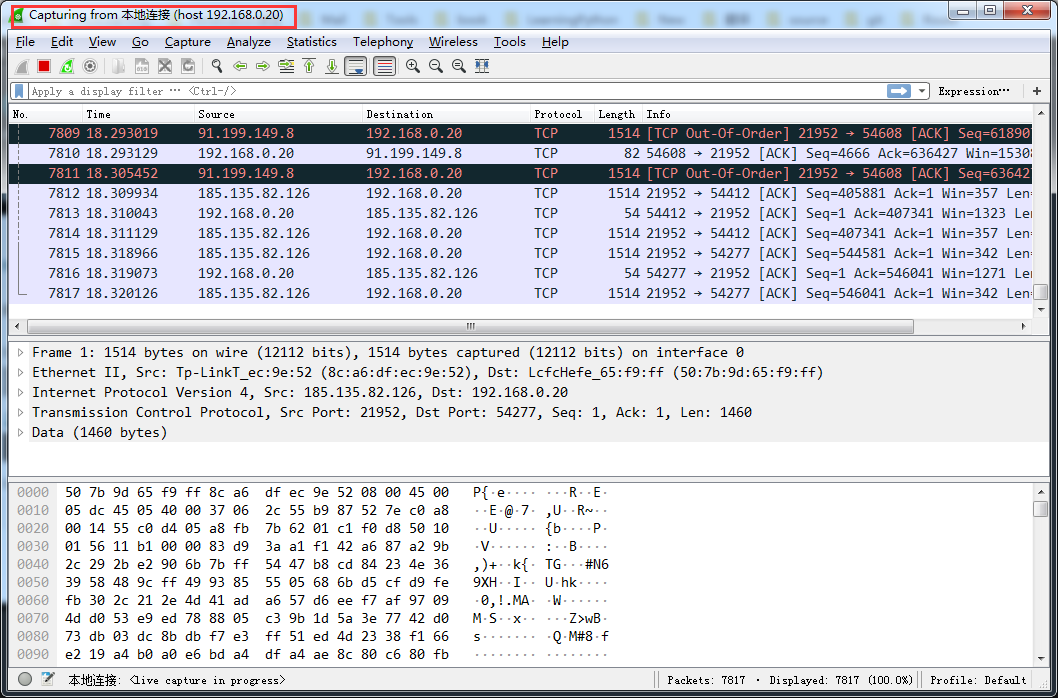 Capturing from 本地连接 (host 192.168.0.20)
File Edit View Go Capture Analyze Statistics Telephony Wireless Tools Help
Apply a display filter ··· <Ctrl-/> Expression··· +
No. Time Source Destination Protocol Length Info
7809 18.293019 91.199.149.8 192.168.0.20 TCP 1514 [TCP Out-Of-Order] 21952 → 54608 [ACK] Seq=61890
7810 18.293129 192.168.0.20 91.199.149.8 TCP 82 54608 → 21952 [ACK] Seq=4666 Ack=636427 Win=1530
7811 18.305452 91.199.149.8 192.168.0.20 TCP 1514 [TCP Out-Of-Order] 21952 → 54608 [ACK] Seq=63642
7812 18.309934 185.135.82.126 192.168.0.20 TCP 1514 21952 → 54412 [ACK] Seq=405881 Ack=1 Win=357 Len=
7813 18.310043 192.168.0.20 185.135.82.126 TCP 54 54412 → 21952 [ACK] Seq=1 Ack=407341 Win=1323 Le
7814 18.311129 185.135.82.126 192.168.0.20 TCP 1514 21952 → 54412 [ACK] Seq=407341 Ack=1 Win=357 Len=
7815 18.318966 185.135.82.126 192.168.0.20 TCP 1514 21952 → 54277 [ACK] Seq=544581 Ack=1 Win=342 Len=
7816 18.319073 192.168.0.20 185.135.82.126 TCP 54 54277 → 21952 [ACK] Seq=1 Ack=546041 Win=1271 Le
7817 18.320126 185.135.82.126 192.168.0.20 TCP 1514 21952 → 54277 [ACK] Seq=546041 Ack=1 Win=342 Len=
Frame 1: 1514 bytes on wire (12112 bits), 1514 bytes captured (12112 bits) on interface 0
Ethernet II, Src: Tp-LinkT_ec:9e:52 (8c:a6:df:ec:9e:52), Dst: LcfcHefe_65:f9:ff (50:7b:9d:65:f9:ff)
Internet Protocol Version 4, Src: 185.135.82.126, Dst: 192.168.0.20
Transmission Control Protocol, Src Port: 21952, Dst Port: 54277, Seq: 1, Ack: 1, Len: 1460
Data (1460 bytes)
0000 50 7b 9d 65 f9 ff 8c a6 df ec 9e 52 08 00 45 00 P{·e···· ···R··E·
0010 05 dc 45 05 40 00 37 06 2c 55 b9 87 52 7e c0 a8 ··E·@·7· ,U··R~··
0020 00 14 55 c0 d4 05 a8 fb 7b 62 01 c1 f0 d8 50 10 ··U····· {b····P·
0030 01 56 11 b1 00 00 83 d9 3a a1 f1 42 a6 87 a2 9b ·V······ :··B····
0040 2c 29 2b e2 90 6b 7b ff 54 47 b8 cd 84 23 4e 36 ,)+··k{· TG···#N6
0050 39 58 48 9c ff 49 93 85 55 05 68 6b d5 cf d9 fe 9XH··I·· U·hk····
0060 fb 30 2c 21 2e 4d 41 ad a6 57 d6 ee f7 af 97 09 ·0,!.MA· ·W······
0070 4d d0 53 e9 ed 78 88 05 c3 9b 1d 5a 3e 77 42 d0 M·S··x·· ···Z>wB·
0080 73 db 03 dc 8b db f7 e3 ff 51 ed 4d 23 38 f1 66 s······· ·Q·M#8·f
0090 e2 19 a4 b0 a0 e6 bd a4 df a4 ae 8c 80 c6 80 fb ········ ········
本地连接: <live capture in progress> Packets: 7817 · Displayed: 7817 (100.0%) Profile: Default